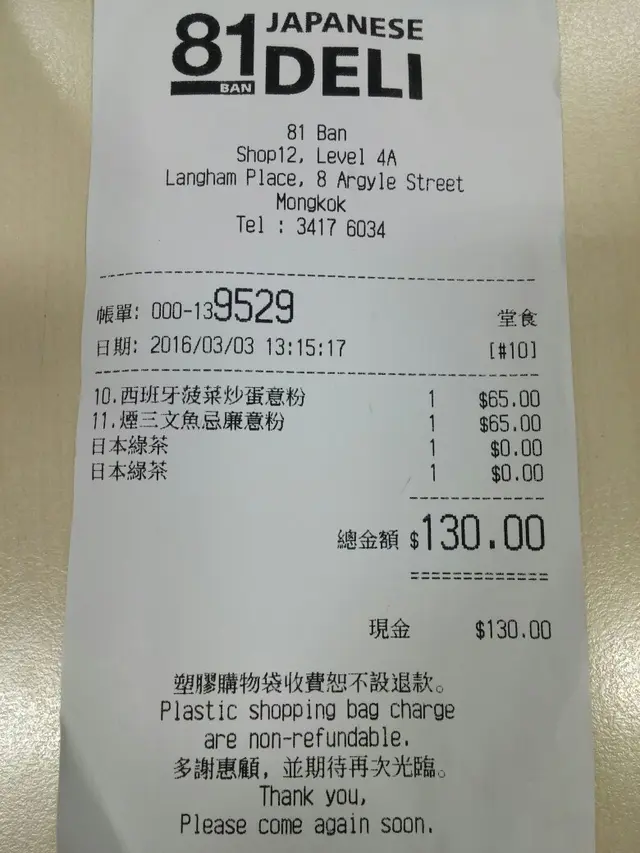 81 JAPANESE
BAN DELI
81 Ban
Shop12, Level 4A
Langham Place, 8 Argyle Street
Mongkok
Tel : 3417 6034
帳單: 000-139529 堂食
日期: 2016/03/03 13:15:17 [#10]
10.西班牙菠菜炒蛋意粉 1 $65.00
11.煙三文魚忌廉意粉 1 $65.00
日本綠茶 1 $0.00
日本綠茶 1 $0.00
總金額 $130.00
現金 $130.00
塑膠購物袋收費恕不設退款。
Plastic shopping bag charge
are non-refundable.
多謝惠顧, 並期待再次光臨。
Thank you,
Please come again soon.